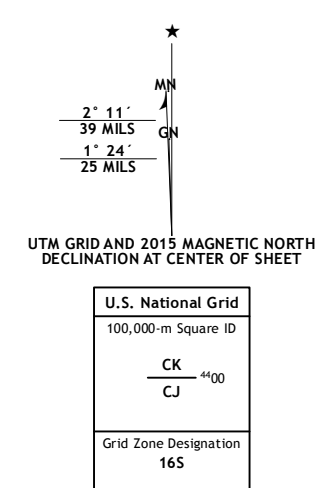 ★
MN
GN
2° 11´
39 MILS
1° 24´
25 MILS
UTM GRID AND 2015 MAGNETIC NORTH
DECLINATION AT CENTER OF SHEET
U.S. National Grid
100,000-m Square ID
CK
CJ
⁴⁴00
Grid Zone Designation
16S